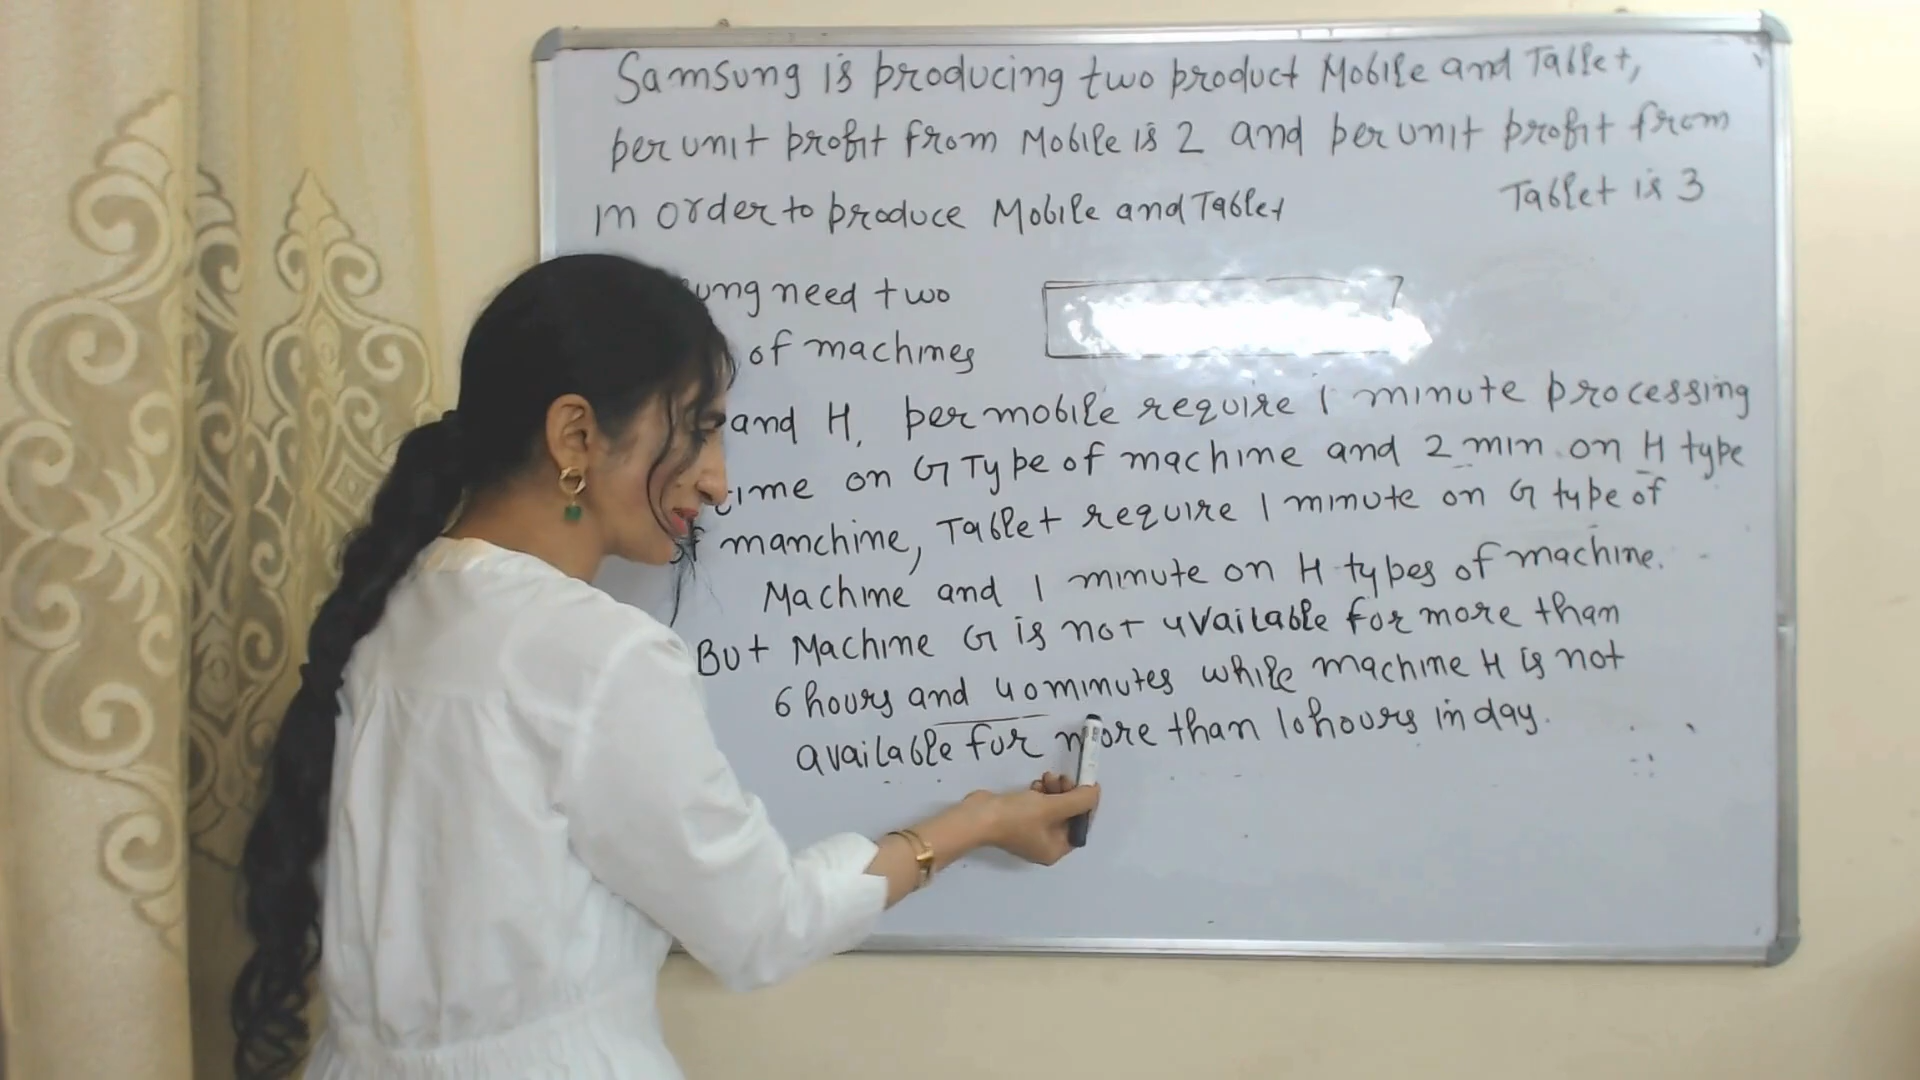 Samsung is producing two product Mobile and Tablet,
per unit profit from Mobile is 2 and per unit profit from
Tablet is 3
In order to produce Mobile and Tablet
ung need two
of machines
and H, per mobile require 1 minute processing
time on G Type of machine and 2 min on H type
of manchine, Tablet require 1 minute on G type of
Machine and 1 minute on H types of machine.
But Machine G is not available for more than
6 hours and 40 minutes while machine H is not
available for more than 10 hours in day.